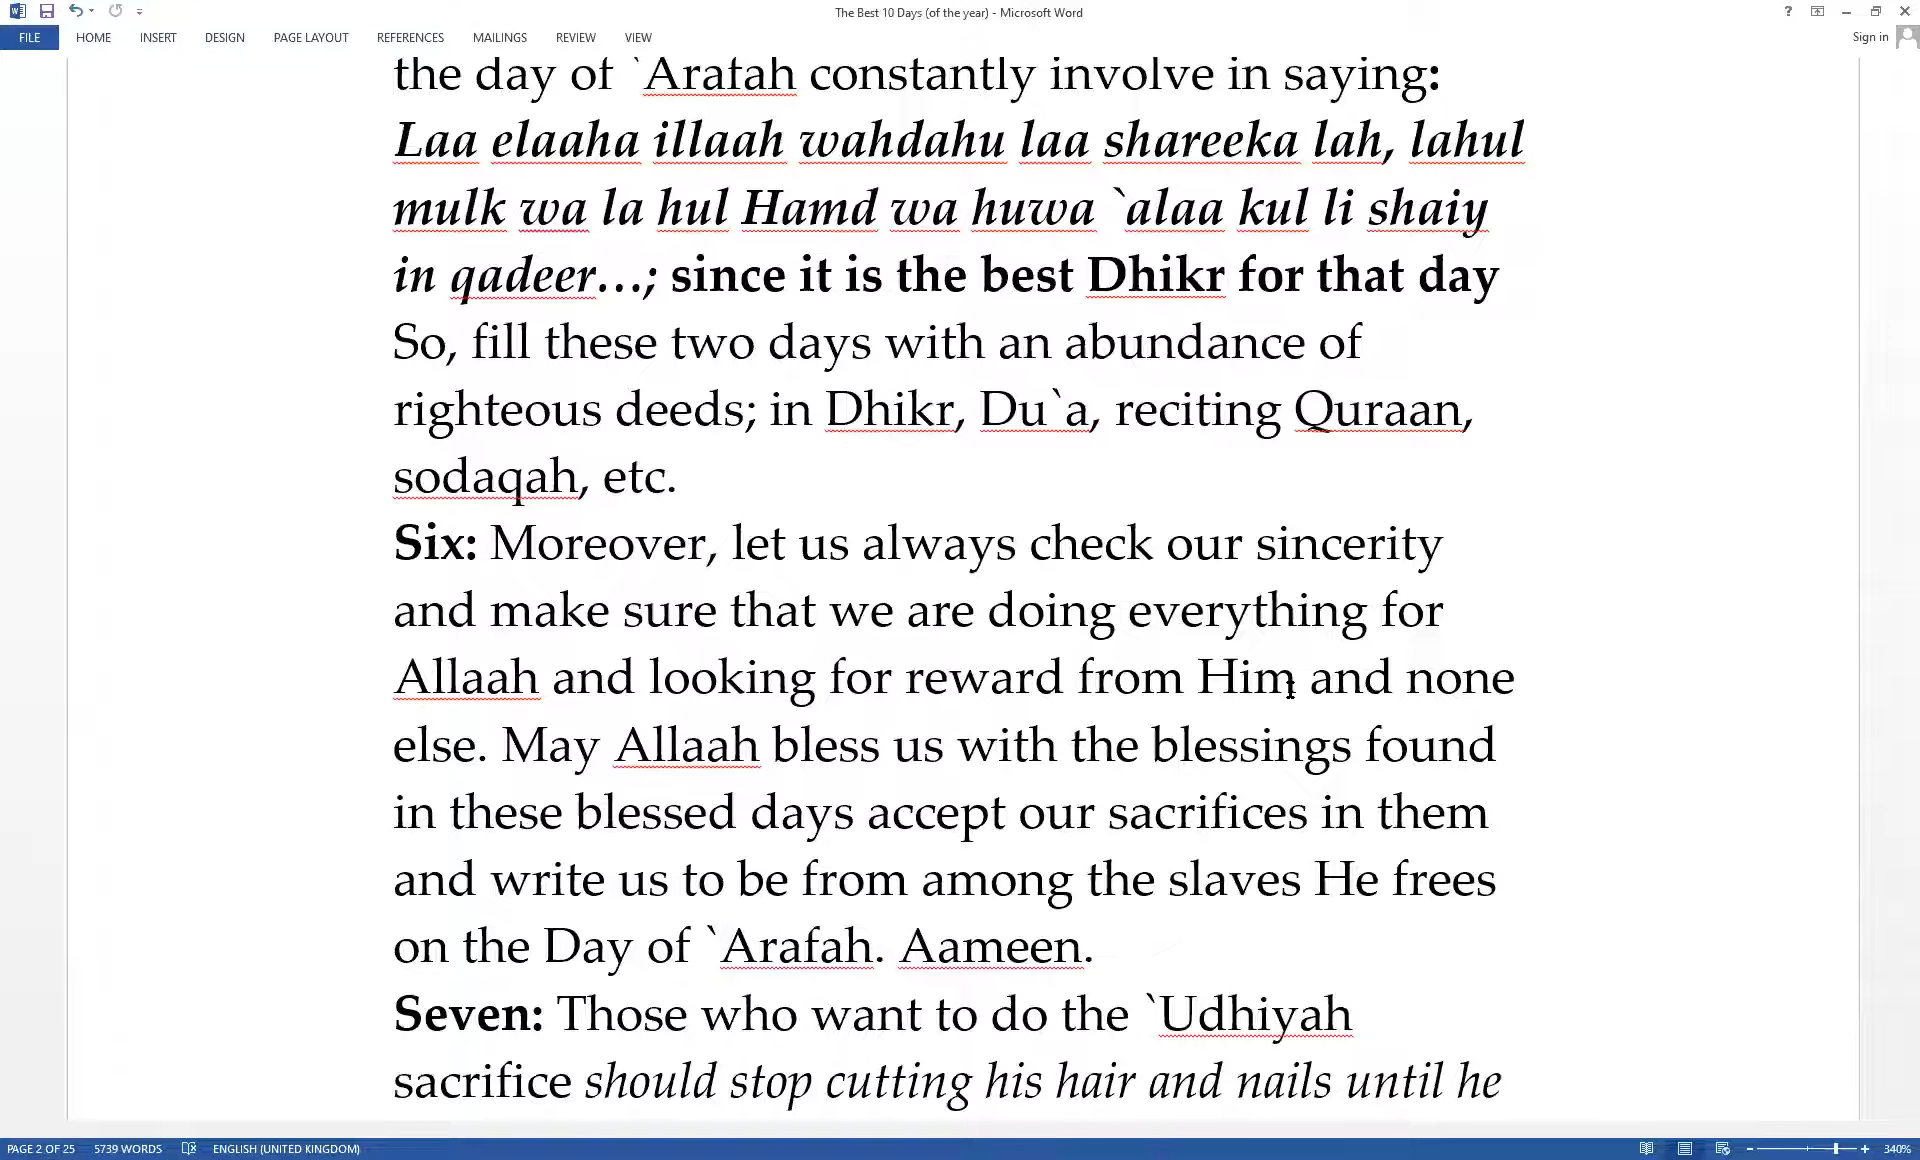 The Best 10 Days (of the year) - Microsoft Word
FILE HOME INSERT DESIGN PAGE LAYOUT REFERENCES MAILINGS REVIEW VIEW Sign in
the day of `Arafah constantly involve in saying:
Laa elaaha illaah wahdahu laa shareeka lah, lahul
mulk wa la hul Hamd wa huwa `alaa kul li shaiy
in qadeer…; since it is the best Dhikr for that day
So, fill these two days with an abundance of
righteous deeds; in Dhikr, Du`a, reciting Quraan,
sodaqah, etc.
Six: Moreover, let us always check our sincerity
and make sure that we are doing everything for
Allaah and looking for reward from Him and none
else. May Allaah bless us with the blessings found
in these blessed days accept our sacrifices in them
and write us to be from among the slaves He frees
on the Day of `Arafah. Aameen.
Seven: Those who want to do the `Udhiyah
sacrifice should stop cutting his hair and nails until he
PAGE 2 OF 25 5739 WORDS ENGLISH (UNITED KINGDOM) 340%